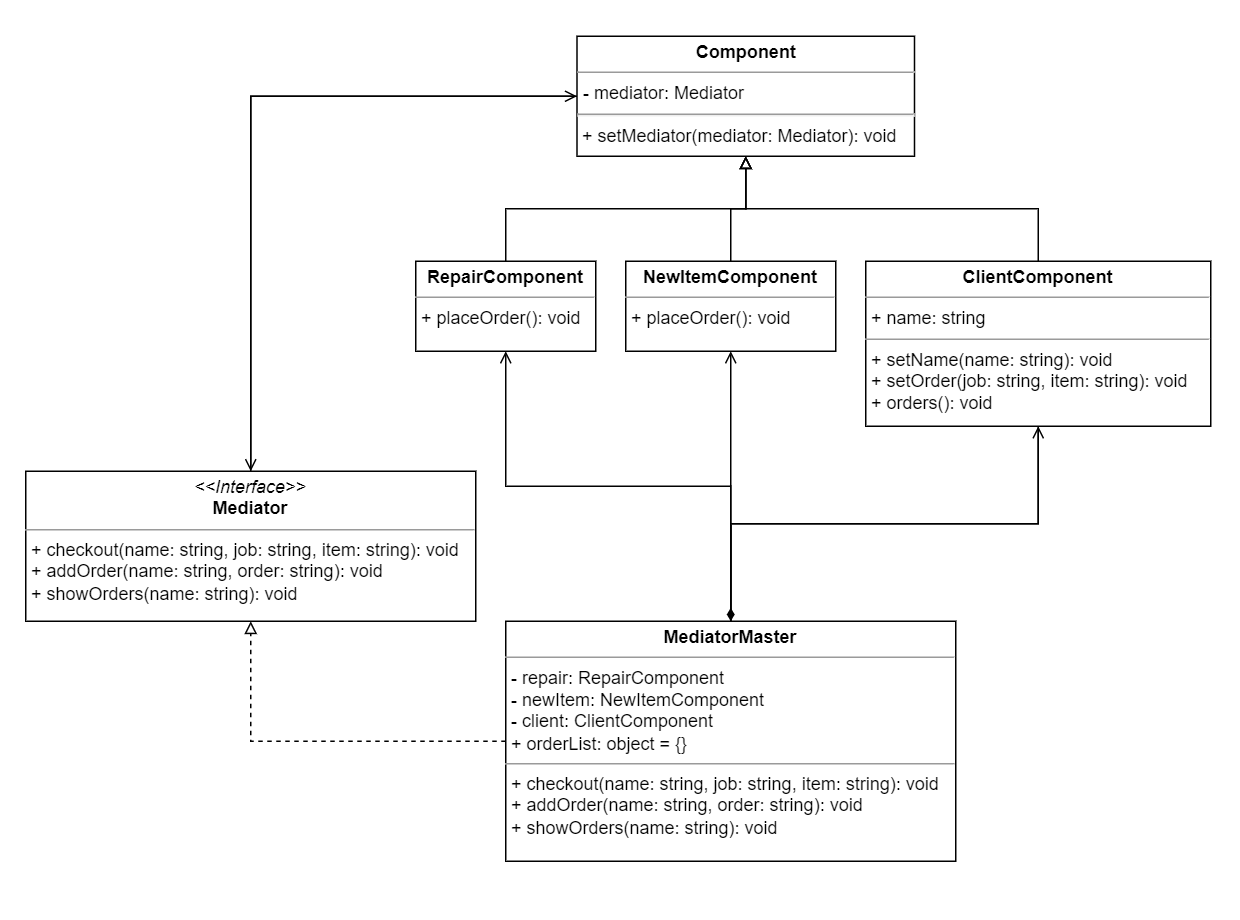 Component
- mediator: Mediator
+ setMediator(mediator: Mediator): void
RepairComponent
+ placeOrder(): void
NewItemComponent
+ placeOrder(): void
ClientComponent
+ name: string
+ setName(name: string): void
+ setOrder(job: string, item: string): void
+ orders(): void
<<Interface>>
Mediator
+ checkout(name: string, job: string, item: string): void
+ addOrder(name: string, order: string): void
+ showOrders(name: string): void
MediatorMaster
- repair: RepairComponent
- newItem: NewItemComponent
- client: ClientComponent
+ orderList: object = {}
+ checkout(name: string, job: string, item: string): void
+ addOrder(name: string, order: string): void
+ showOrders(name: string): void